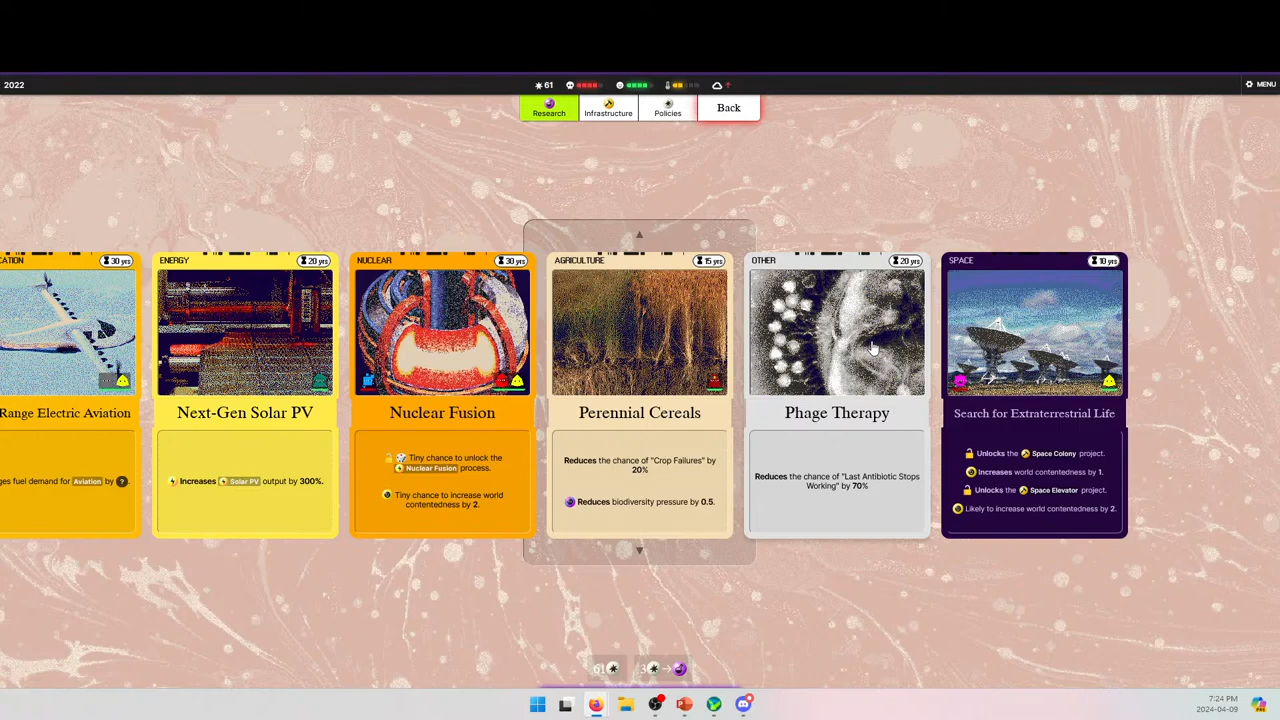 2022
61
MENU
Research
Infrastructure
Policies
Back
CATION
30 yrs
Range Electric Aviation
ges fuel demand for Aviation by ?.
ENERGY
20 yrs
Next-Gen Solar PV
Increases Solar PV output by 300%.
NUCLEAR
30 yrs
Nuclear Fusion
Tiny chance to unlock the
Nuclear Fusion process.
Tiny chance to increase world
contentedness by 2.
AGRICULTURE
15 yrs
Perennial Cereals
Reduces the chance of "Crop Failures" by
20%
Reduces biodiversity pressure by 0.5.
OTHER
20 yrs
Phage Therapy
Reduces the chance of "Last Antibiotic Stops
Working" by 70%
SPACE
10 yrs
Search for Extraterrestrial Life
Unlocks the Space Colony project.
Increases world contentedness by 1.
Unlocks the Space Elevator project.
Likely to increase world contentedness by 2.
61
3 →
7:24 PM
2024-04-09